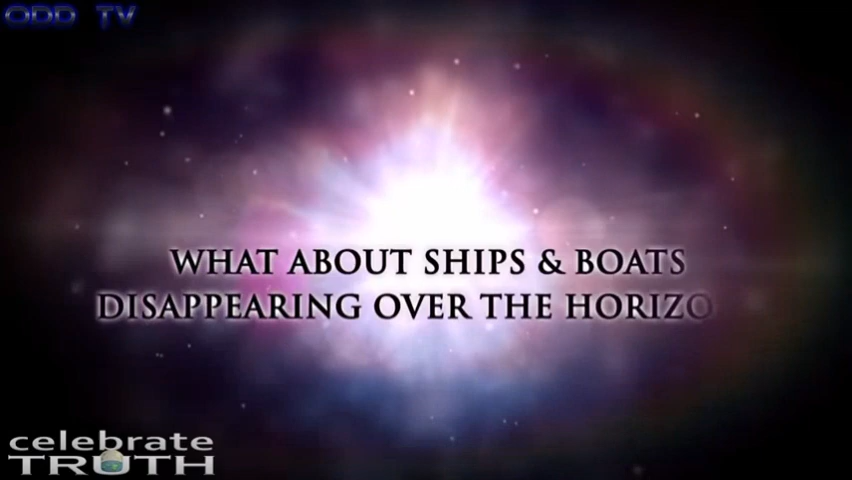 ODD TV
WHAT ABOUT SHIPS & BOATS
DISAPPEARING OVER THE HORIZO
celebrate
TRUTH